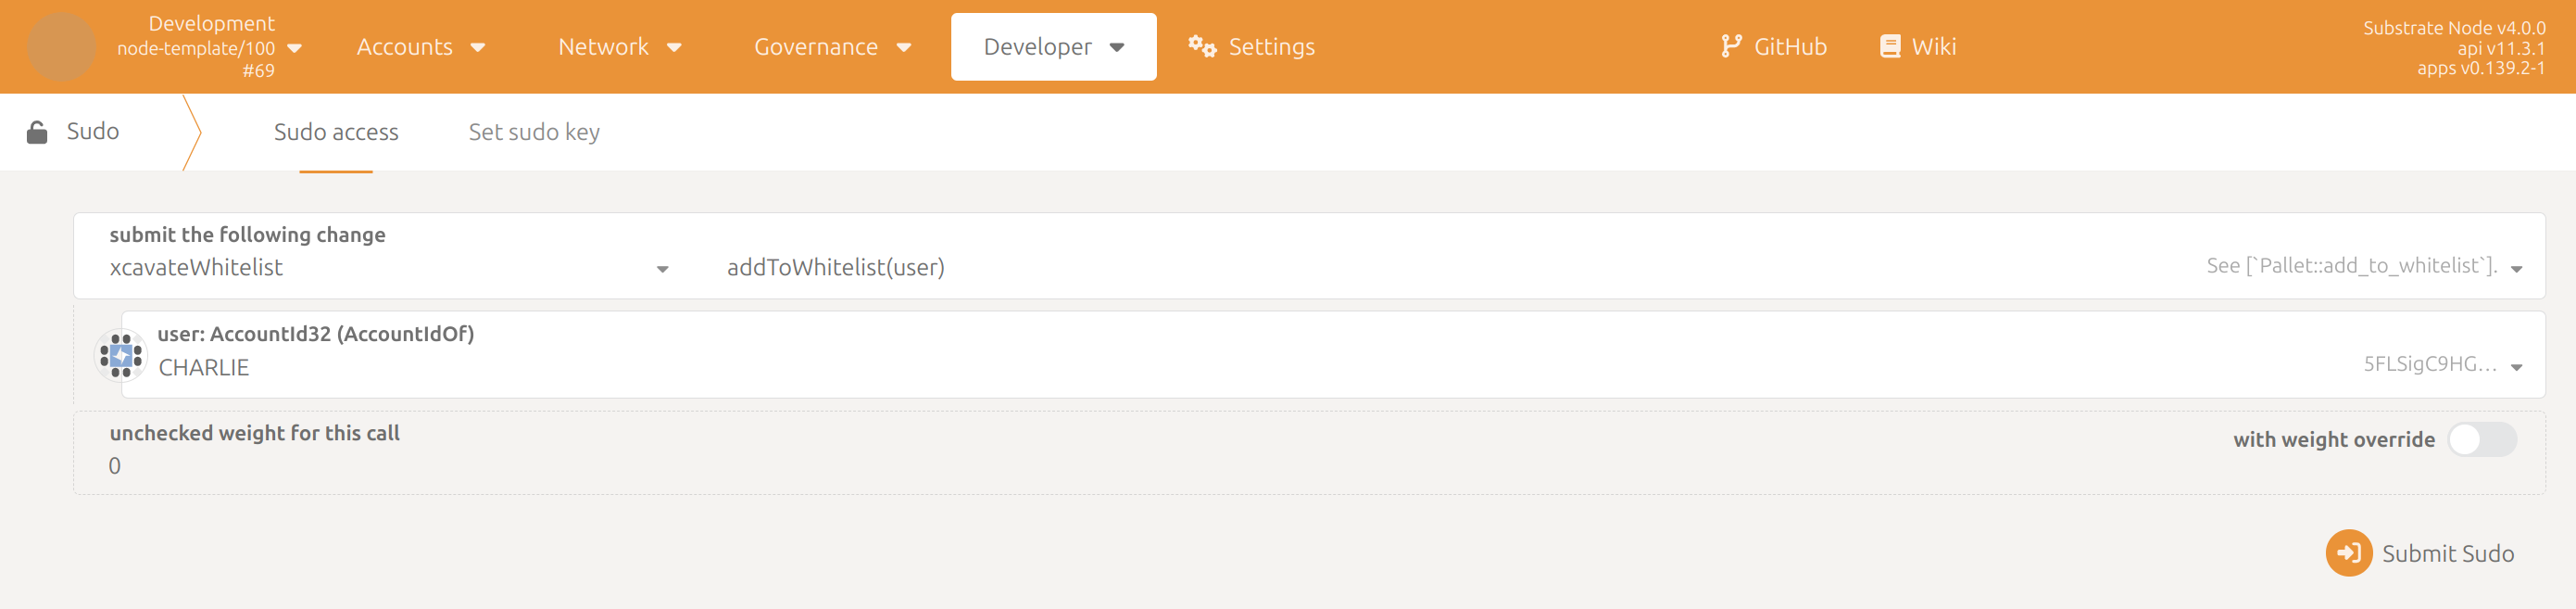 Development
node-template/100
#69
Accounts
Network
Governance
Developer
Settings
GitHub
Wiki
Substrate Node v4.0.0
api v11.3.1
apps v0.139.2-1
Sudo
Sudo access
Set sudo key
submit the following change
xcavateWhitelist
addToWhitelist(user)
See [`Pallet::add_to_whitelist`].
user: AccountId32 (AccountIdOf)
CHARLIE
5FLSigC9HG…
unchecked weight for this call
0
with weight override
Submit Sudo